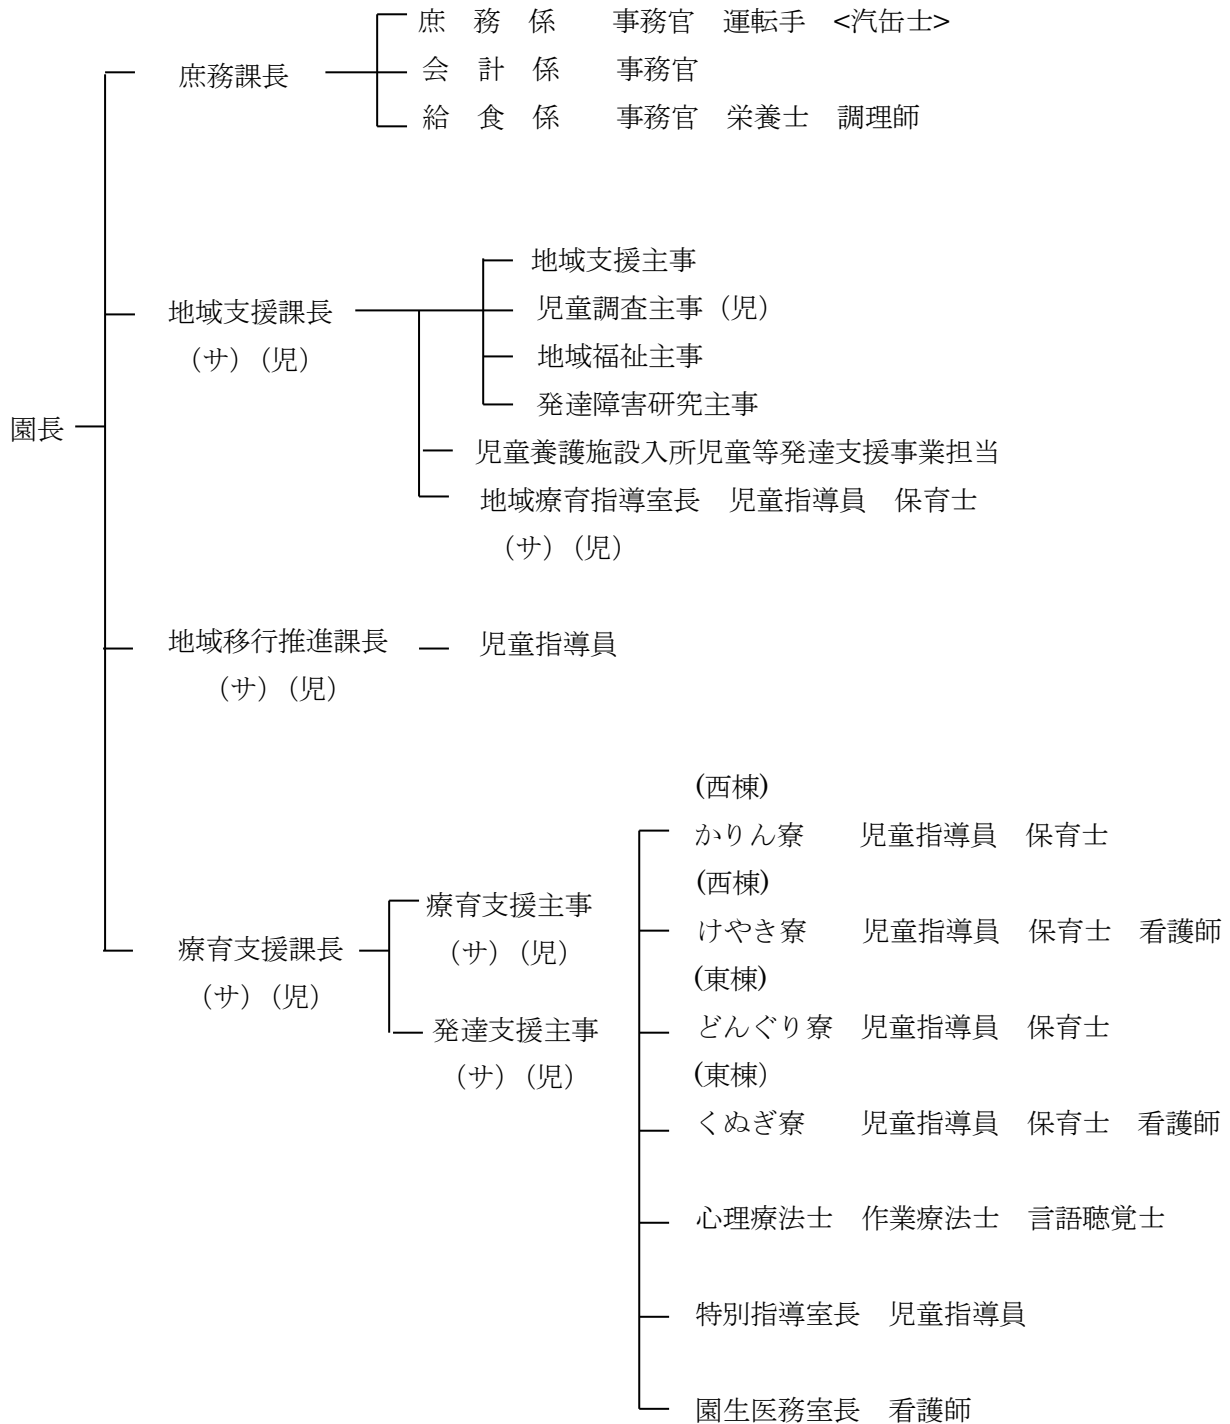 庶　務　係　　事務官　運転手　<汽缶士>
庶務課長　会　計　係　　事務官
給　食　係　　事務官　栄養士　調理師
地域支援主事
地域支援課長　児童調査主事（児）
（サ）（児）　地域福祉主事
発達障害研究主事
園長
児童養護施設入所児童等発達支援事業担当
地域療育指導室長　児童指導員　保育士
（サ）（児）
地域移行推進課長　児童指導員
（サ）（児）
(西棟)
かりん寮　　児童指導員　保育士
(西棟)
療育支援主事
けやき寮　　児童指導員　保育士　看護師
療育支援課長　（サ）（児）
(東棟)
（サ）（児）
発達支援主事　どんぐり寮　児童指導員　保育士
（サ）（児）　(東棟）
くぬぎ寮　　児童指導員　保育士　看護師
心理療法士　作業療法士　言語聴覚士
特別指導室長　児童指導員
園生医務室長　看護師